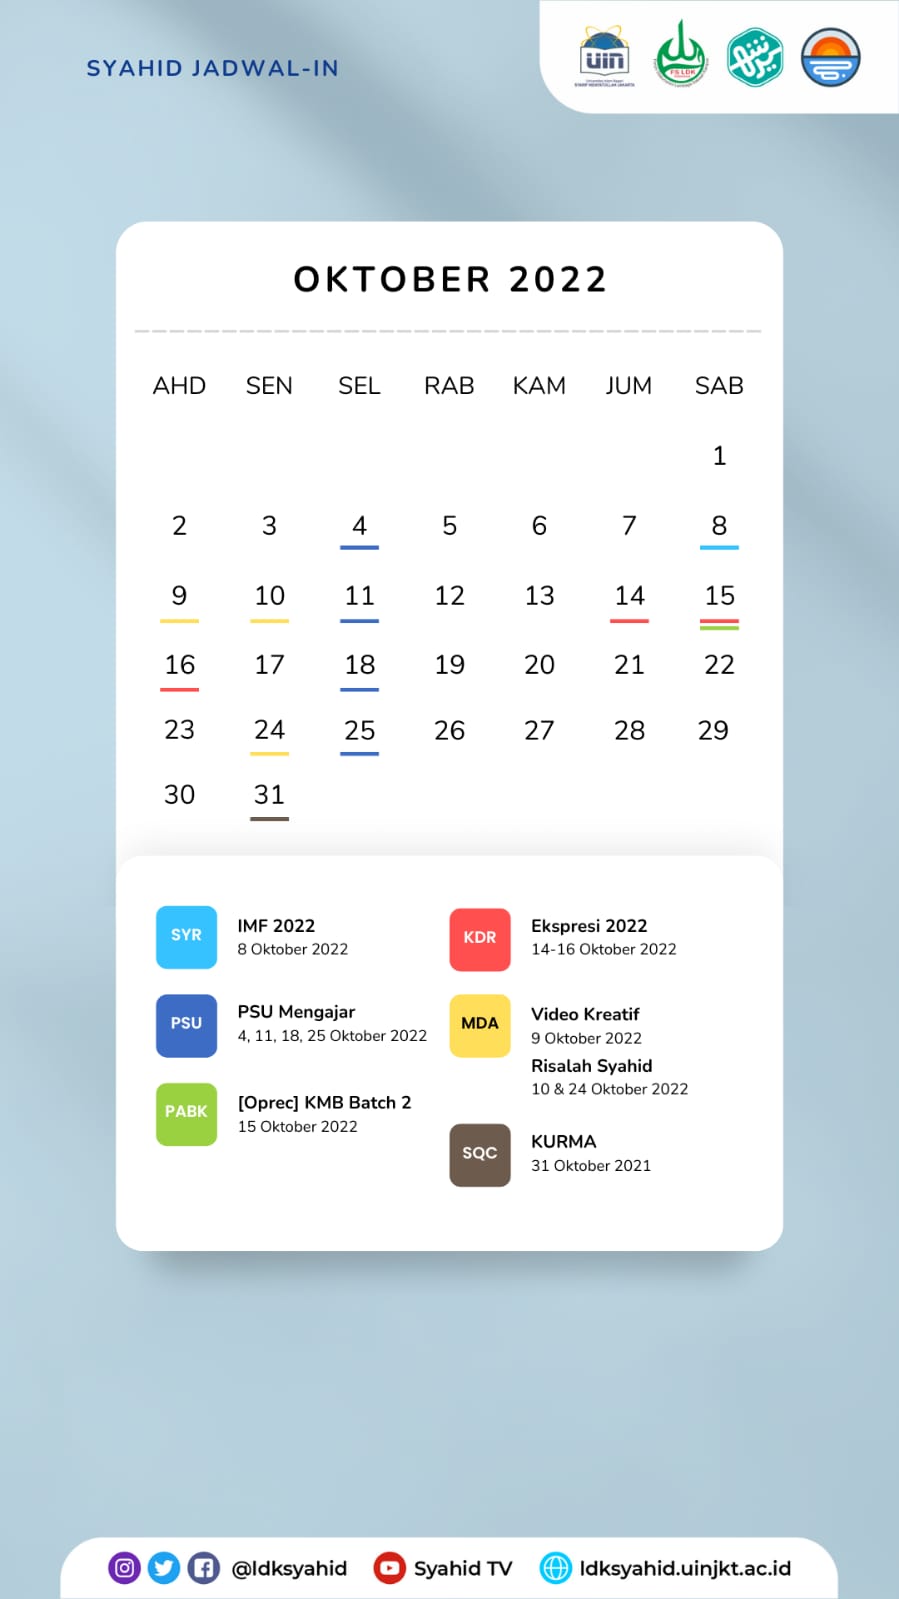 SYAHID JADWAL-IN
uin
FS LDK
OKTOBER 2022
AHD SEN SEL RAB KAM JUM SAB
1
2 3 4 5 6 7 8
9 10 11 12 13 14 15
16 17 18 19 20 21 22
23 24 25 26 27 28 29
30 31
SYR
IMF 2022
8 Oktober 2022
PSU
PSU Mengajar
4, 11, 18, 25 Oktober 2022
PABK
[Oprec] KMB Batch 2
15 Oktober 2022
KDR
Ekspresi 2022
14-16 Oktober 2022
MDA
Video Kreatif
9 Oktober 2022
Risalah Syahid
10 & 24 Oktober 2022
SQC
KURMA
31 Oktober 2021
@ldksyahid Syahid TV ldksyahid.uinjkt.ac.id